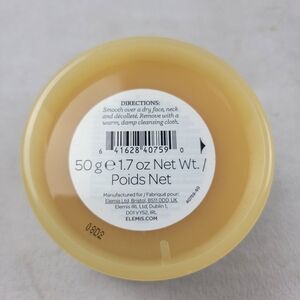 DIRECTIONS:
Smooth over a dry face, neck
and décolleté. Remove with a
warm, damp cleansing cloth.
6 41628 40759 0
50 g e 1.7 oz Net Wt. /
Poids Net
Manufactured for / Fabriqué pour:
Elemis Ltd, Bristol, BS11 0DD, UK
Elemis IRL Ltd, Dublin 1,
D01 VY52, IRL
ELEMIS.COM